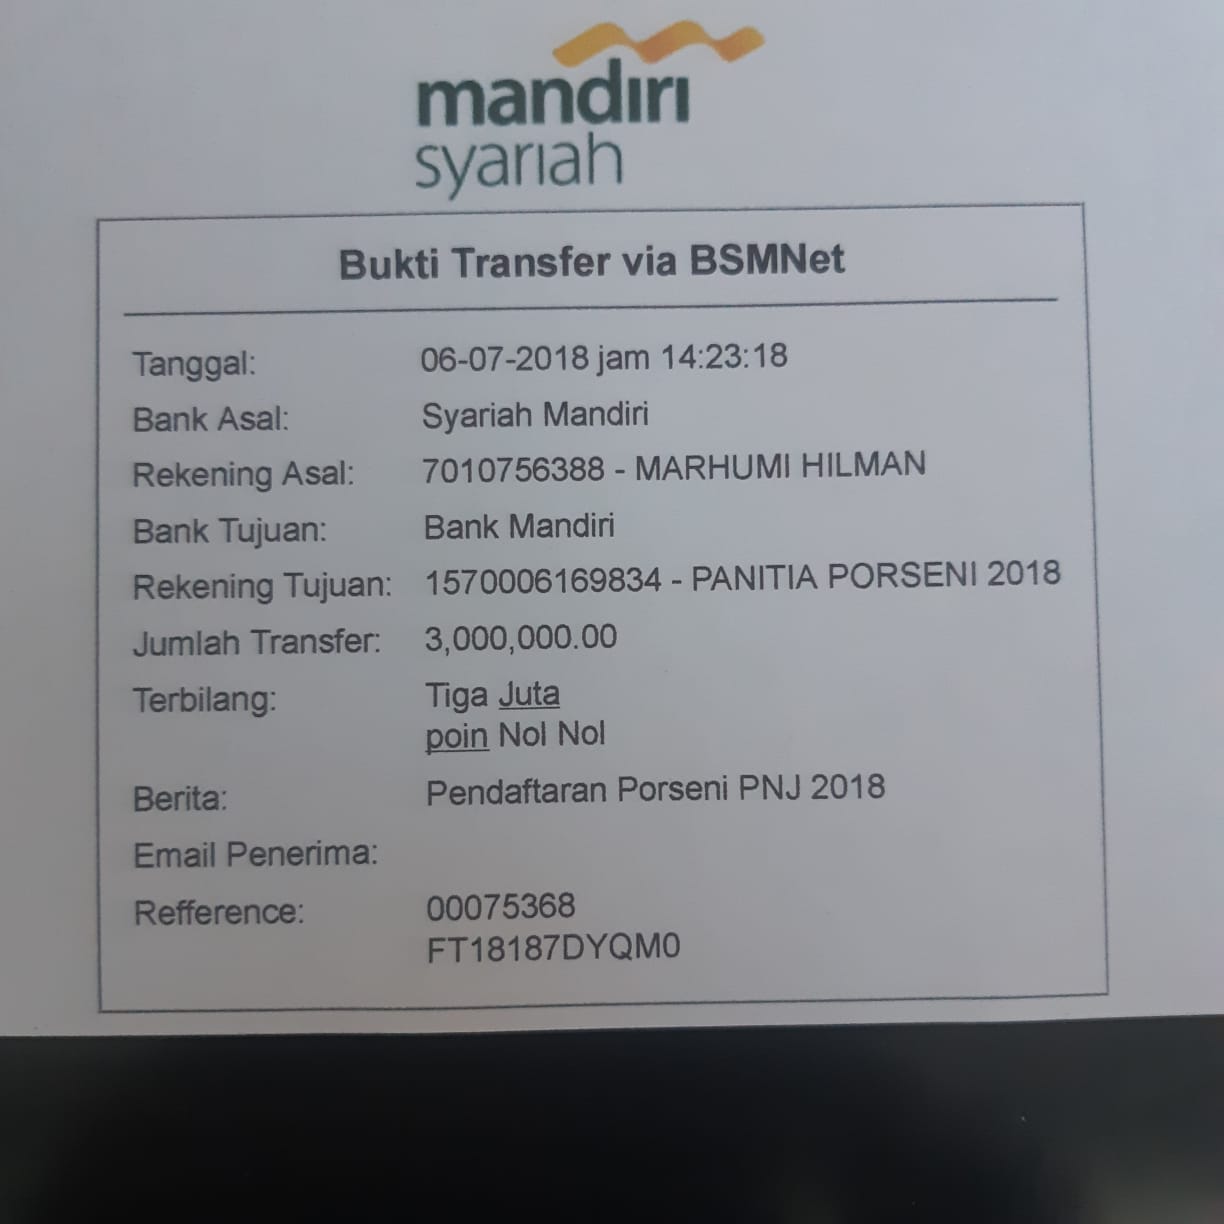 mandiri
syariah
Bukti Transfer via BSMNet
Tanggal: 06-07-2018 jam 14:23:18
Bank Asal: Syariah Mandiri
Rekening Asal: 7010756388 - MARHUMI HILMAN
Bank Tujuan: Bank Mandiri
Rekening Tujuan: 1570006169834 - PANITIA PORSENI 2018
Jumlah Transfer: 3,000,000.00
Terbilang: Tiga Juta
poin Nol Nol
Berita: Pendaftaran Porseni PNJ 2018
Email Penerima:
Refference: 00075368
FT18187DYQM0